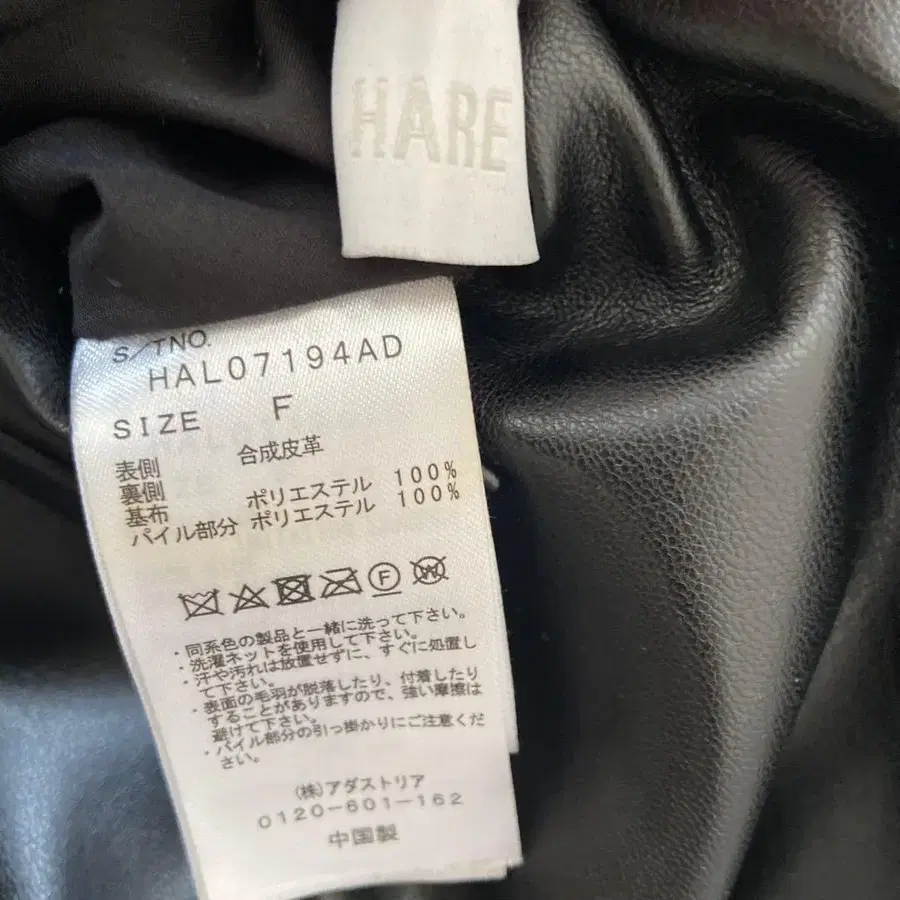 HARE
S/TNO.
HAL07194AD
SIZE F
表側 合成皮革
裏側
基布 ポリエステル 100%
パイル部分 ポリエステル 100%
F
W
・同系色の製品と一緒に洗って下さい。
・洗濯ネットを使用して下さい。
・汗や汚れは放置せずに、すぐに処置し
て下さい。
・表面の毛羽が脱落したり、付着したり
することがありますので、強い摩擦は
避けて下さい。
・パイル部分の引っ掛かりにご注意くだ
さい。
(株)アダストリア
0120-601-162
中国製